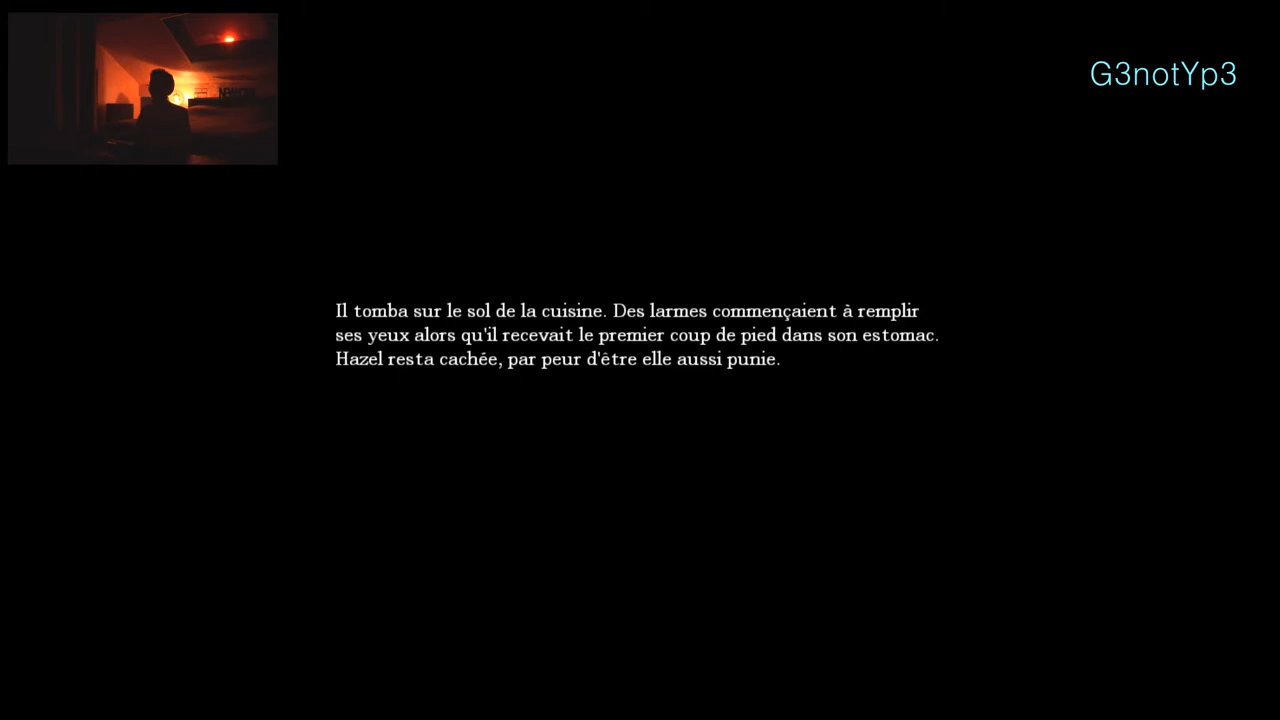 G3notYp3
Il tomba sur le sol de la cuisine. Des larmes commençaient à remplir
ses yeux alors qu'il recevait le premier coup de pied dans son estomac.
Hazel resta cachée, par peur d'être elle aussi punie.